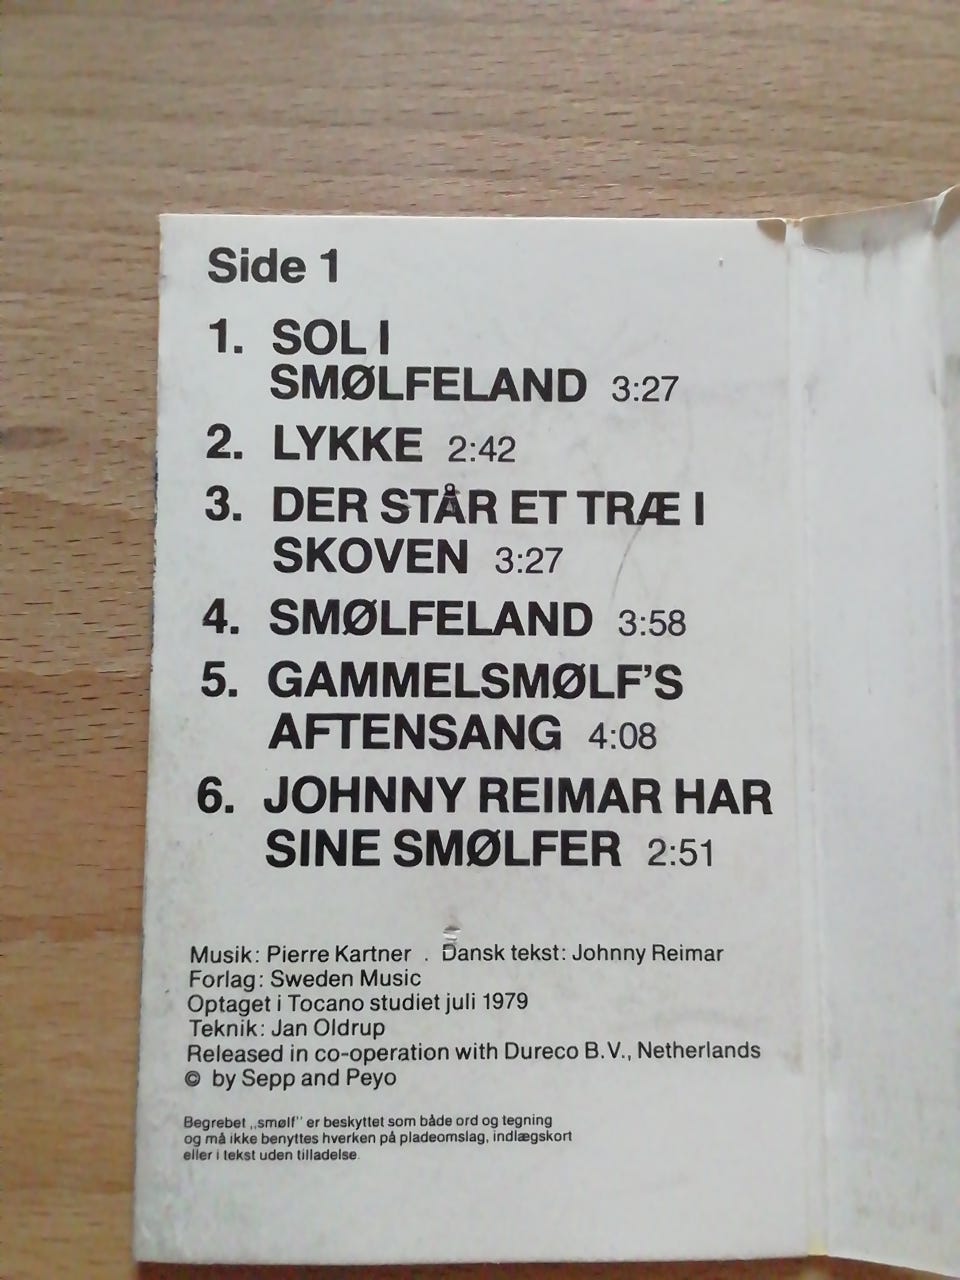 Side 1
1. SOL I
SMØLFELAND 3:27
2. LYKKE 2:42
3. DER STÅR ET TRÆ I
SKOVEN 3:27
4. SMØLFELAND 3:58
5. GAMMELSMØLF'S
AFTENSANG 4:08
6. JOHNNY REIMAR HAR
SINE SMØLFER 2:51
Musik: Pierre Kartner . Dansk tekst: Johnny Reimar
Forlag: Sweden Music
Optaget i Tocano studiet juli 1979
Teknik: Jan Oldrup
Released in co-operation with Dureco B.V., Netherlands
© by Sepp and Peyo
Begrebet „smølf” er beskyttet som både ord og tegning
og må ikke benyttes hverken på pladeomslag, indlægskort
eller i tekst uden tilladelse.